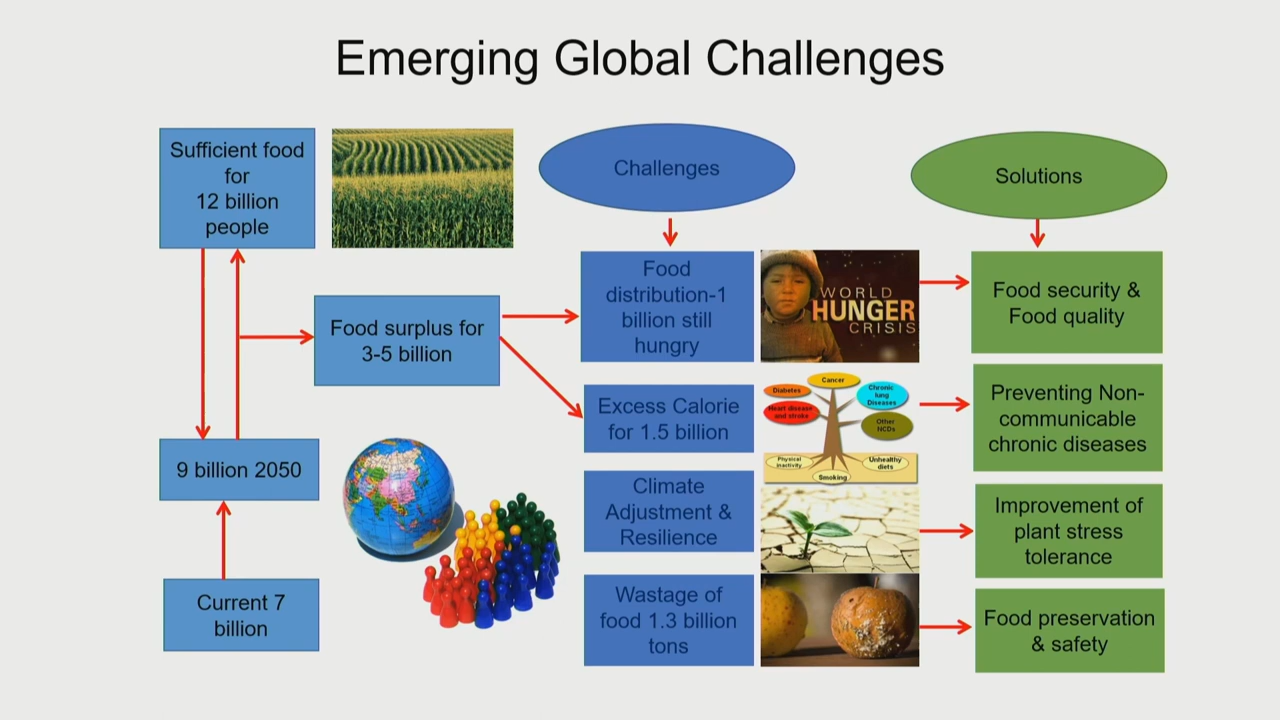 Emerging Global Challenges
Sufficient food
for
12 billion
people
9 billion 2050
Current 7
billion
Food surplus for
3-5 billion
Challenges
Food
distribution-1
billion still
hungry
Excess Calorie
for 1.5 billion
Climate
Adjustment &
Resilience
Wastage of
food 1.3 billion
tons
WORLD
HUNGER
CRISIS
Cancer
Diabetes
Chronic
lung
Diseases
Heart disease
and stroke
Other
NCDs
Physical
inactivity
Unhealthy
diets
Smoking
Solutions
Food security &
Food quality
Preventing Non-
communicable
chronic diseases
Improvement of
plant stress
tolerance
Food preservation
& safety